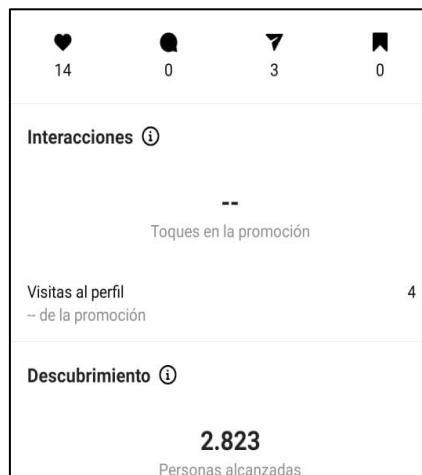 14 0 3 0
Interacciones
--
Toques en la promoción
Visitas al perfil 4
-- de la promoción
Descubrimiento
2.823
Personas alcanzadas